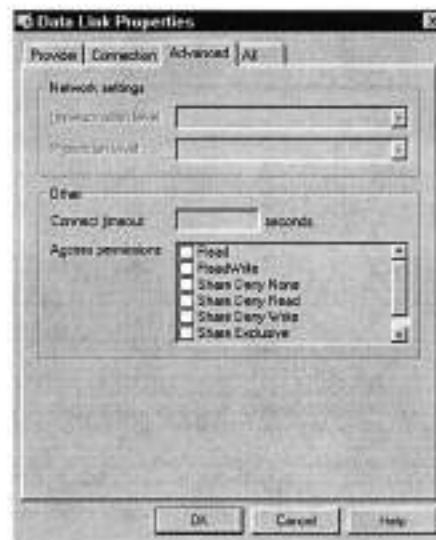 Data Link Properties
Provider Connection Advanced All
Network settings
Impersonation level
Protection level
Other
Connect timeout seconds
Access permissions
Read
ReadWrite
Share Deny None
Share Deny Read
Share Deny Write
Share Exclusive
OK Cancel Help